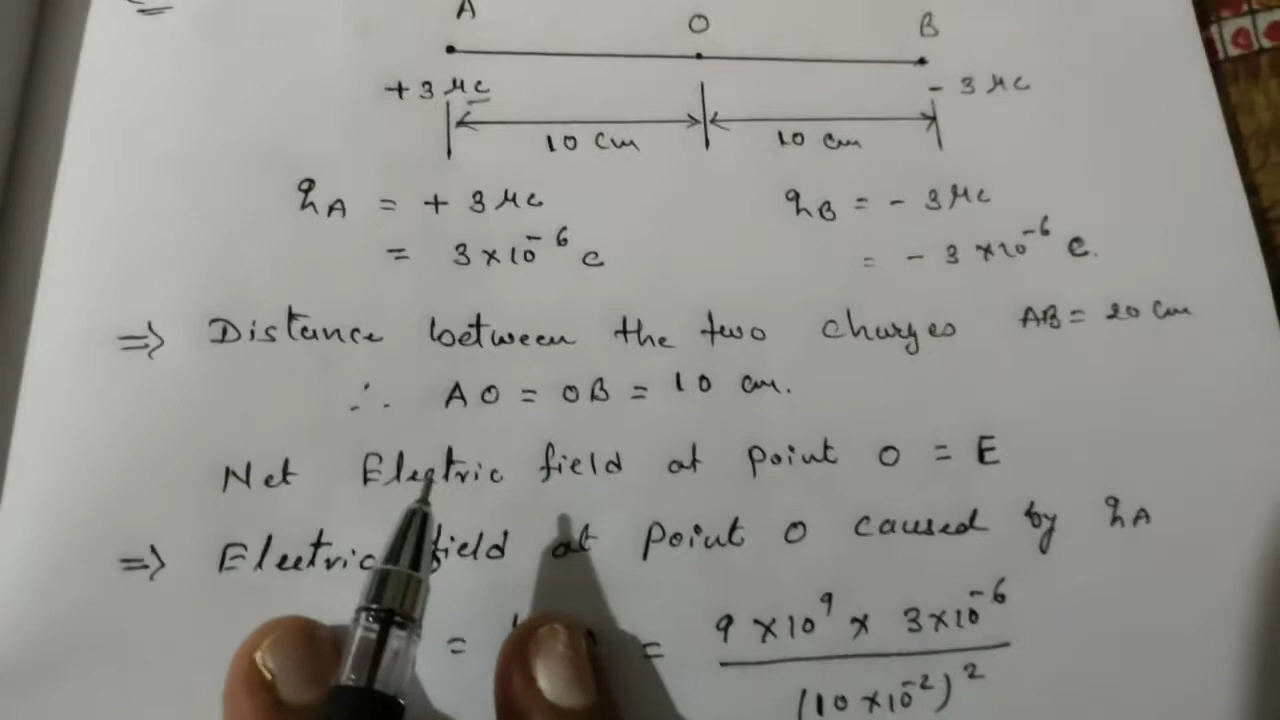 A O B
+ 3 μc - 3 μc
10 cm 10 cm
qA = + 3 μc qB = - 3 μc
= 3×10⁻⁶ c = - 3 ×10⁻⁶ c.
⇒ Distance between the two charges AB = 20 cm
∴ AO = OB = 10 cm.
Net Electric field at point O = E
⇒ Electric field at point O caused by qA
= = 9 ×10⁹ × 3×10⁻⁶
(10 ×10⁻²)²